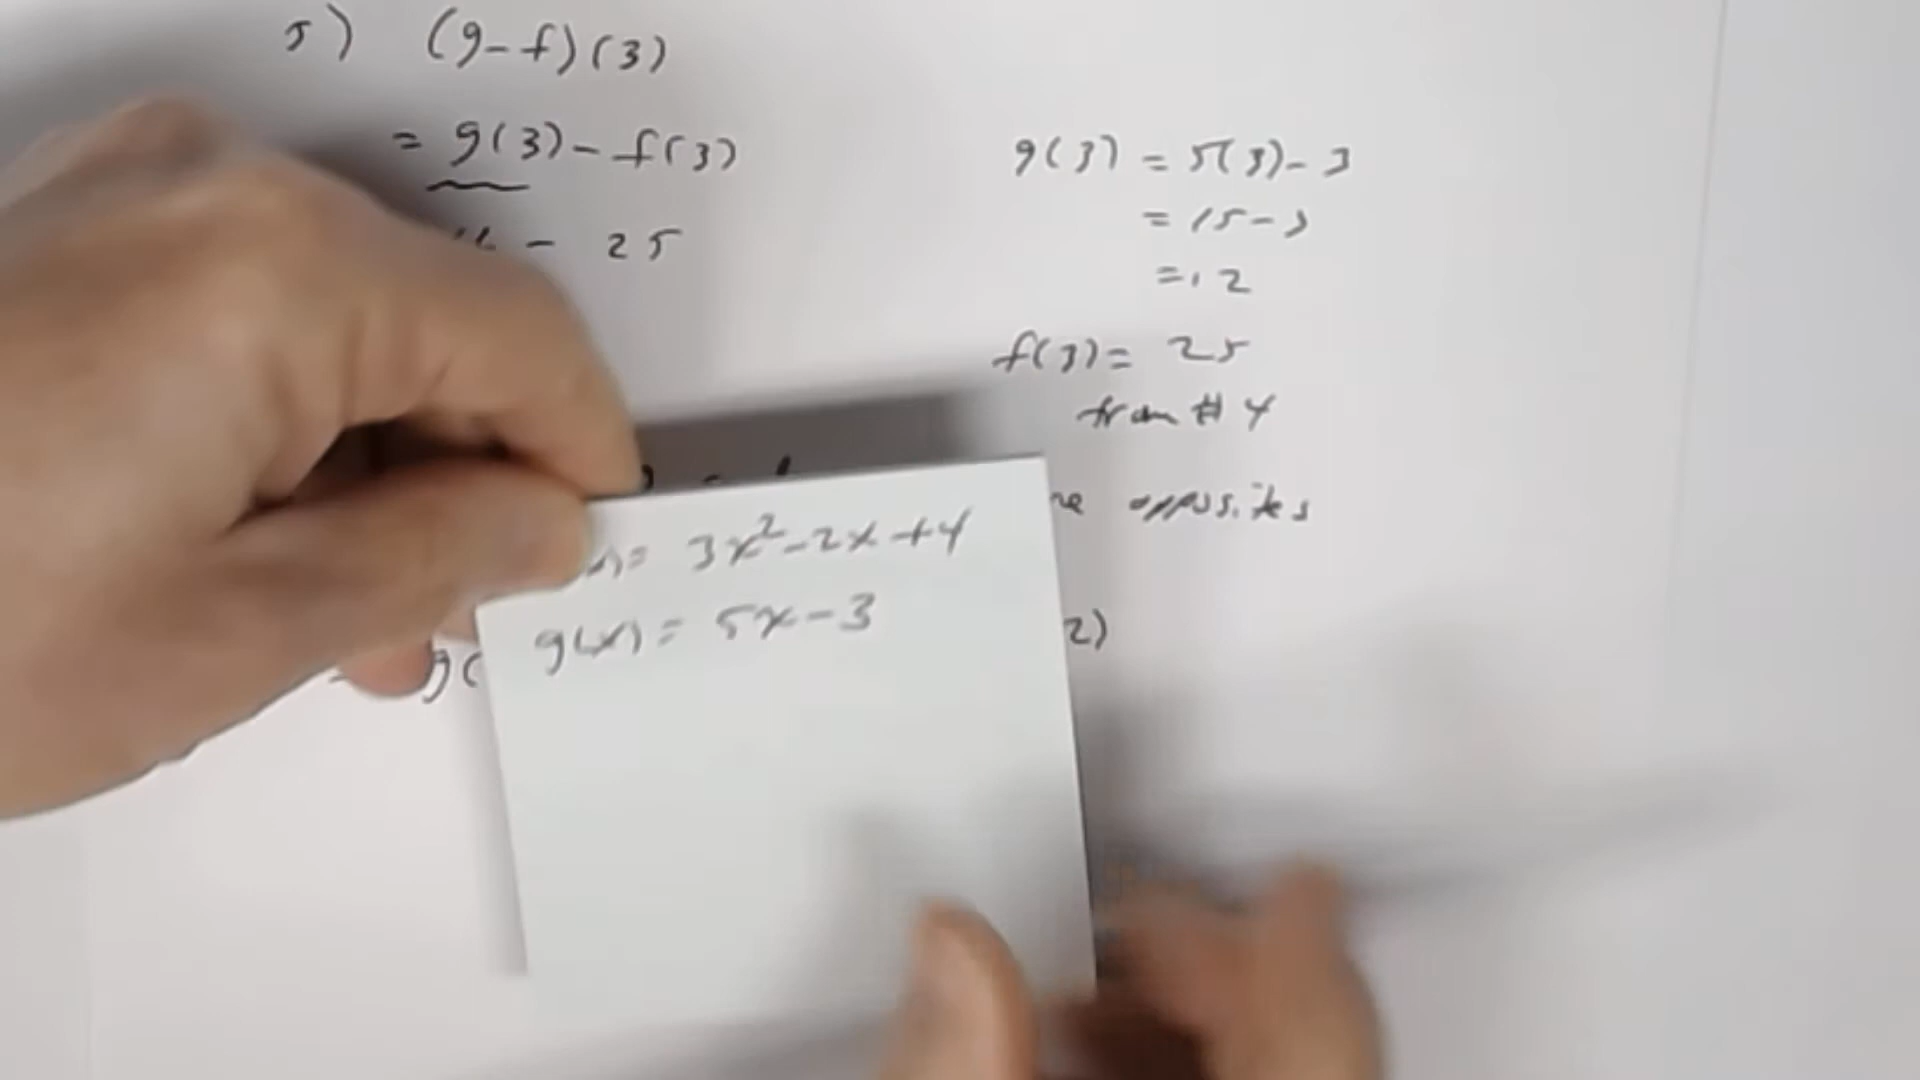 5) (g-f)(3)
= g(3) - f(3)
- 25
g(3) = 5(3) - 3
= 15 - 3
= 12
f(3) = 25
from # 4
opposites
= 3x² - 2x + 4
g(x) = 5x - 3
g(
2)